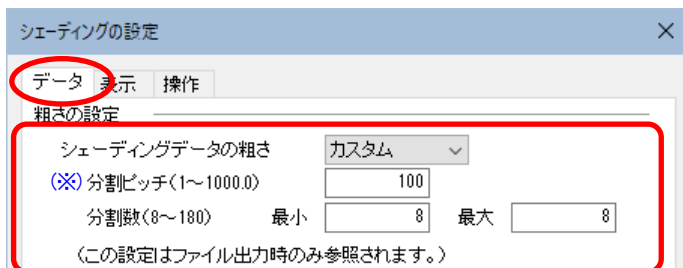 シェーディングの設定
データ 表示 操作
粗さの設定
シェーディングデータの粗さ カスタム
(※)分割ピッチ(1～1000.0) 100
分割数(8～180) 最小 8 最大 8
(この設定はファイル出力時のみ参照されます。)